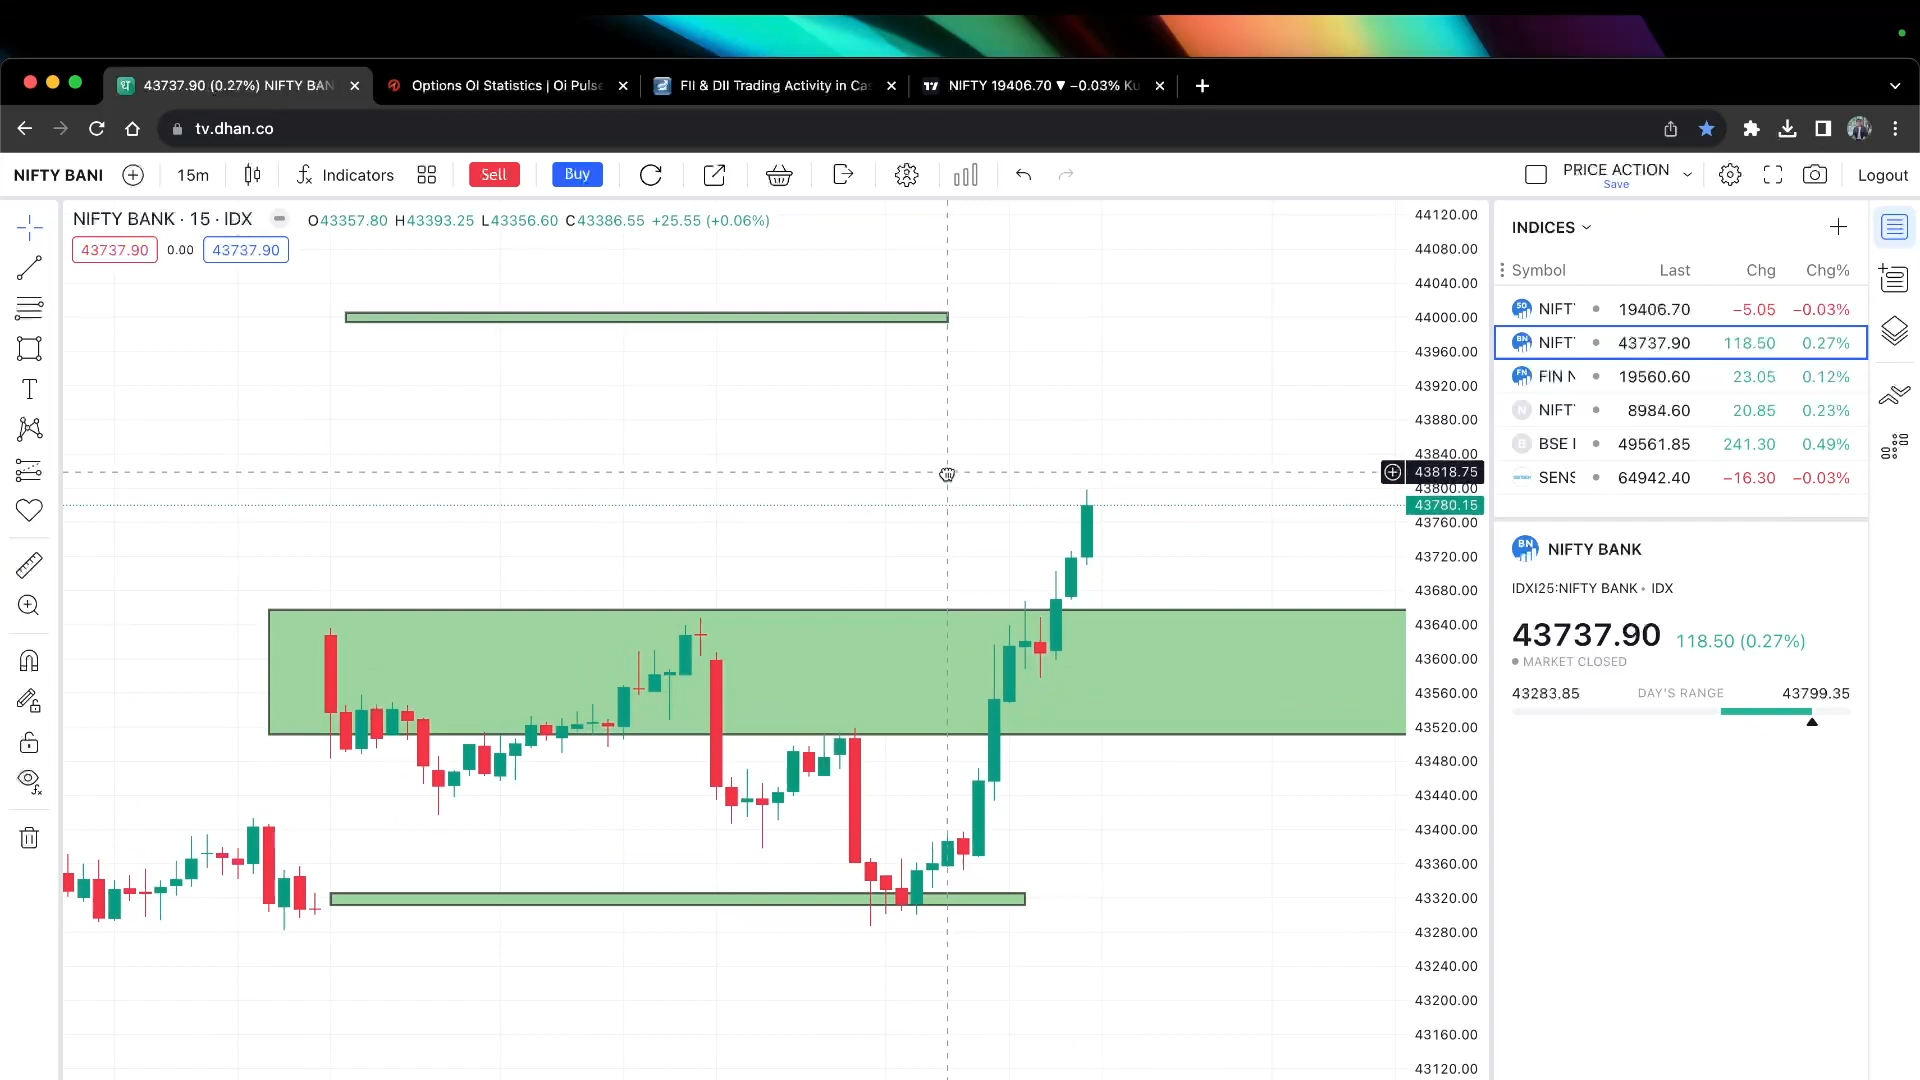 43737.90 (0.27%) NIFTY BAN
Options OI Statistics | Oi Pulse
FII & DII Trading Activity in Cas
NIFTY 19406.70 ▼ −0.03% Ku
tv.dhan.co
NIFTY BANI
15m
Indicators
Sell
Buy
PRICE ACTION
Save
Logout
NIFTY BANK · 15 · IDX
O43357.80 H43393.25 L43356.60 C43386.55 +25.55 (+0.06%)
43737.90
0.00
43737.90
44120.00
44080.00
44040.00
44000.00
43960.00
43920.00
43880.00
43840.00
43818.75
43800.00
43780.15
43760.00
43720.00
43680.00
43640.00
43600.00
43560.00
43520.00
43480.00
43440.00
43400.00
43360.00
43320.00
43280.00
43240.00
43200.00
43160.00
43120.00
INDICES
Symbol Last Chg Chg%
50 NIFT 19406.70 −5.05 −0.03%
BN NIFT 43737.90 118.50 0.27%
FN FIN N 19560.60 23.05 0.12%
N NIFT 8984.60 20.85 0.23%
B BSE I 49561.85 241.30 0.49%
SENS 64942.40 −16.30 −0.03%
BN NIFTY BANK
IDXI25:NIFTY BANK • IDX
43737.90 118.50 (0.27%)
MARKET CLOSED
43283.85 DAY'S RANGE 43799.35